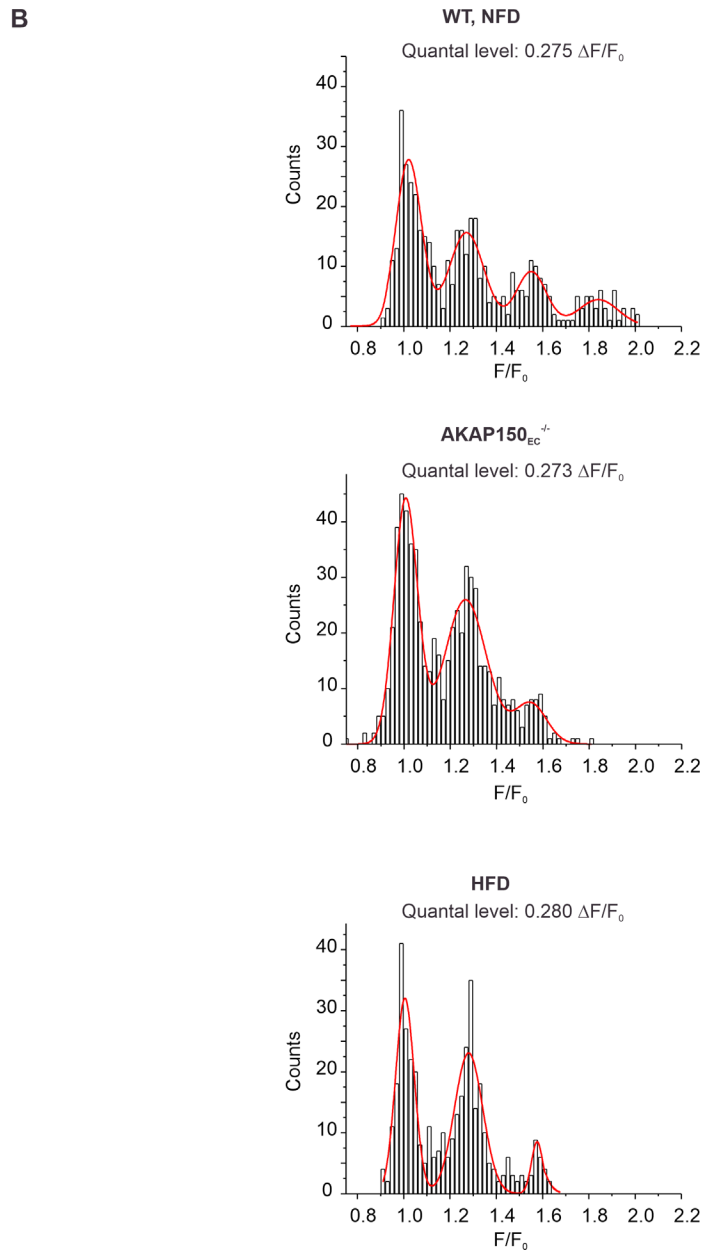 B
WT, NFD
Quantal level: 0.275 ΔF/F₀
40
30
20
10
0
Counts
0.8 1.0 1.2 1.4 1.6 1.8 2.0 2.2
F/F₀
AKAP150EC-/-
Quantal level: 0.273 ΔF/F₀
40
30
20
10
0
Counts
0.8 1.0 1.2 1.4 1.6 1.8 2.0 2.2
F/F₀
HFD
Quantal level: 0.280 ΔF/F₀
40
30
20
10
0
Counts
0.8 1.0 1.2 1.4 1.6 1.8 2.0 2.2
F/F₀